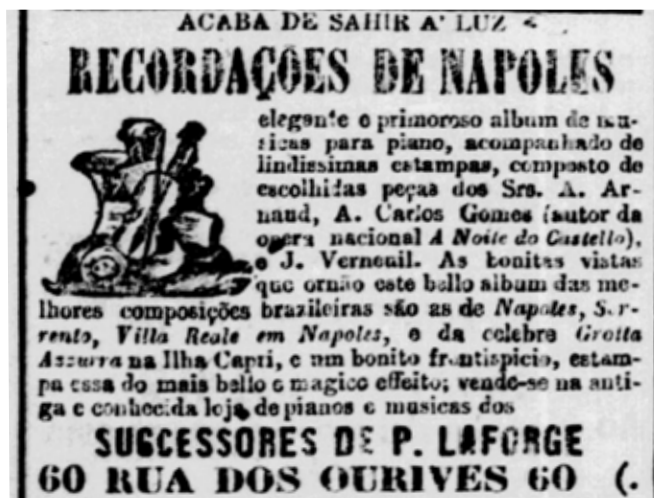 ACABA DE SAHIR A' LUZ
RECORDAÇÕES DE NAPOLES
elegante e primoroso album de mu-
sicas para piano, acompanhado de
lindissimas estampas, composto de
escolhidas peças dos Srs. A. Ar-
naud, A. Carlos Gomes (autor da
opera nacional A Noite do Castello),
e J. Verneuil. As bonitas vistas
que ornão este bello album das me-
lhores composições brazileiras são as de Napoles, Sorrento,
Villa Reale em Napoles, e da celebre Grotta
Azzurra na Ilha Capri, e um bonito frontispicio, estam-
pa essa do mais bello e magico effeito; vende-se na anti-
ga e conhecida loja de pianos e musicas dos
SUCCESSORES DE P. LAFORGE
60 RUA DOS OURIVES 60 (.